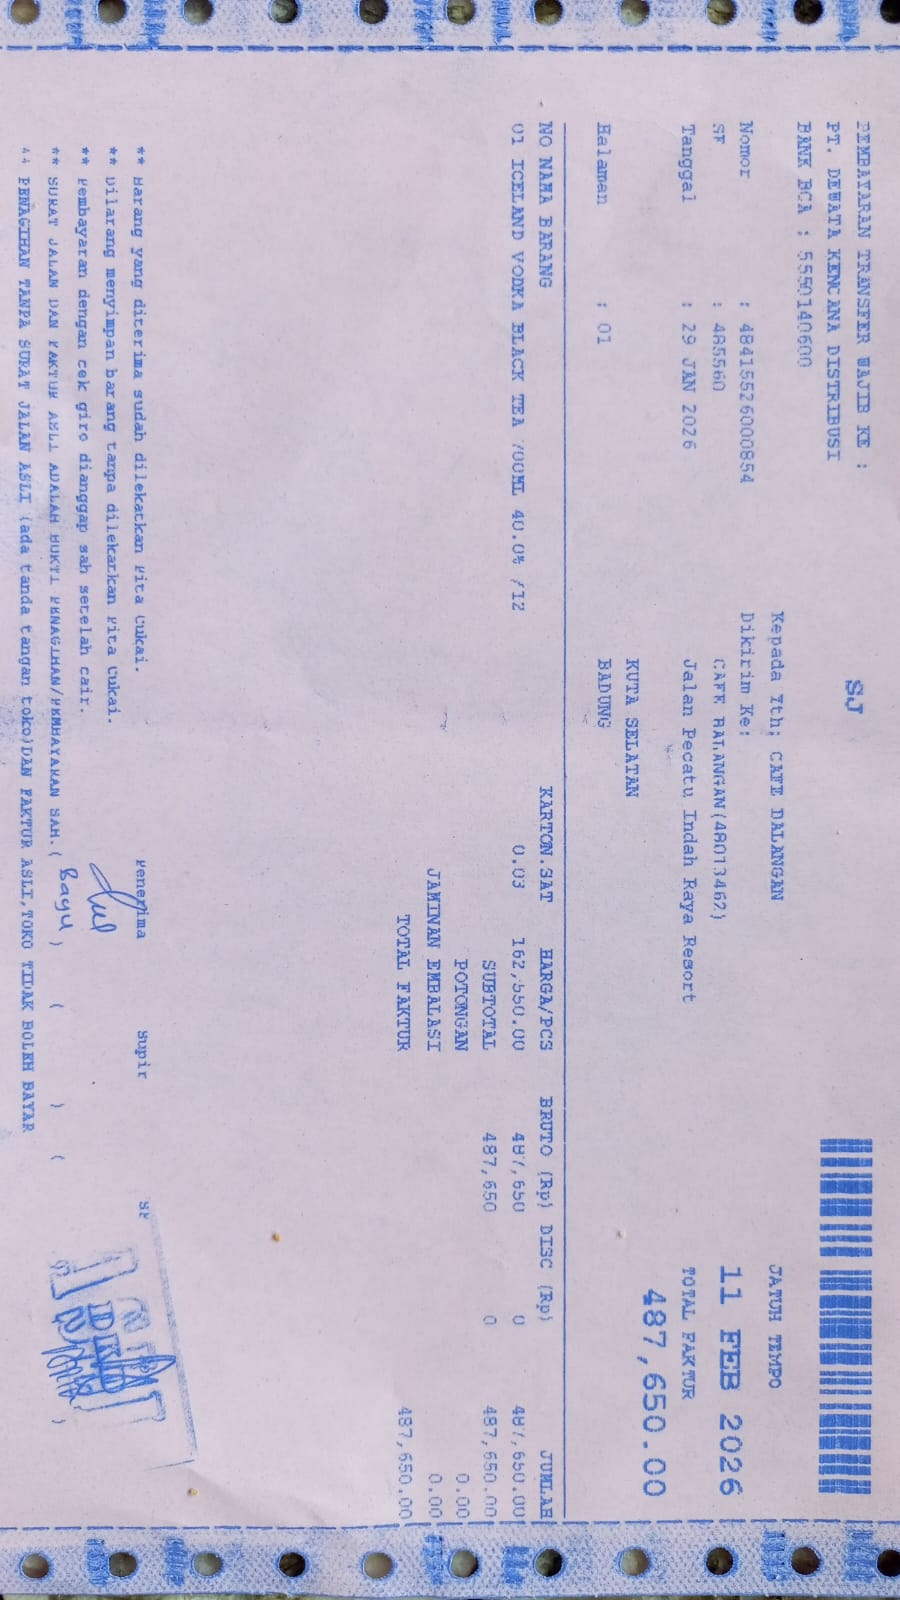 PEMBAYARAN TRANSFER WAJIB KE :
PT. DEWATA KENCANA DISTRIBUSI
BANK BCA : 5550140600
SJ
Nomor : 48415526000854
SF : 485560
Tanggal : 29 JAN 2026
Halaman : 01
Kepada Yth; CAFE DALANGAN
Dikirim Ke:
CAFE BALANGAN(48013462)
Jalan Pecatu Indah Raya Resort
KUTA SELATAN
BADUNG
JATUH TEMPO
11 FEB 2026
TOTAL FAKTUR
487,650.00
NO NAMA BARANG KARTON.SAT HARGA/PCS BRUTO (Rp) DISC (Rp) JUMLAH
01 ICELAND VODKA BLACK TEA 700ML 40.0% /12 0.03 162,550.00 487,650 0 487,650.00
SUBTOTAL 487,650 0 487,650.00
POTONGAN 0.00
JAMINAN EMBALASI 0.00
TOTAL FAKTUR 487,650.00
** Barang yang diterima sudah dilekatkan Pita Cukai. Penerima Supir SF
** Dilarang menyimpan barang tanpa dilekatkan Pita Cukai.
** Pembayaran dengan cek giro dianggap sah setelah cair.
** SURAT JALAN DAN FAKTUR ASLI ADALAH BUKTI PENAGIHAN/PEMBAYARAN SAH. ( Bagu ) ( ) ( )
** PENAGIHAN TANPA SURAT JALAN ASLI (ada tanda tangan toko)DAN FAKTUR ASLI,TOKO TIDAK BOLEH BAYAR